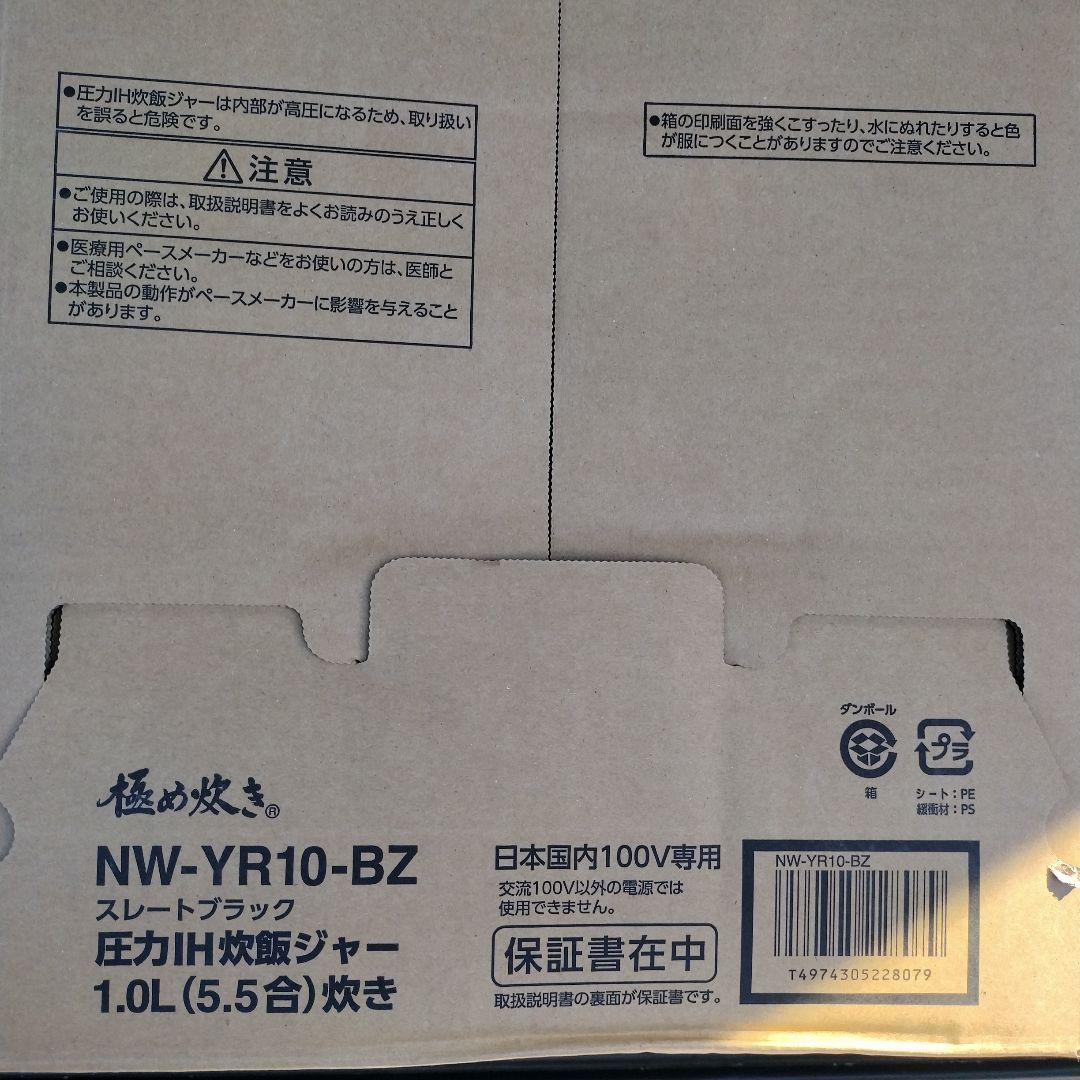 ●圧力IH炊飯ジャーは内部が高圧になるため、取り扱い
を誤ると危険です。
注意
●ご使用の際は、取扱説明書をよくお読みのうえ正しく
お使いください。
●医療用ペースメーカーなどをお使いの方は、医師と
ご相談ください。
●本製品の動作がペースメーカーに影響を与えること
があります。
●箱の印刷面を強くこすったり、水にぬれたりすると色
が服につくことがありますのでご注意ください。
ダンボール
箱
プラ
シート:PE
緩衝材:PS
極め炊き®
NW-YR10-BZ
スレートブラック
圧力IH炊飯ジャー
1.0L(5.5合)炊き
日本国内100V専用
交流100V以外の電源では
使用できません。
保証書在中
取扱説明書の裏面が保証書です。
NW-YR10-BZ
T4974305228079